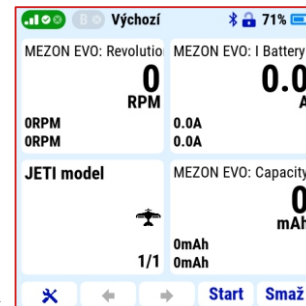 B Výchozí 71%
MEZON EVO: Revolutio
0
RPM
0RPM
0RPM
MEZON EVO: I Battery
0.0
A
0.0A
0.0A
JETI model
1/1
MEZON EVO: Capacity
0
mAh
0mAh
0mAh
Start Smaž